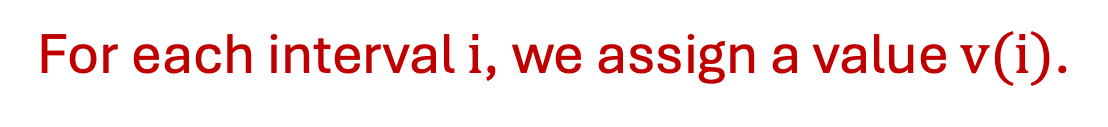 For each interval i, we assign a value v(i).